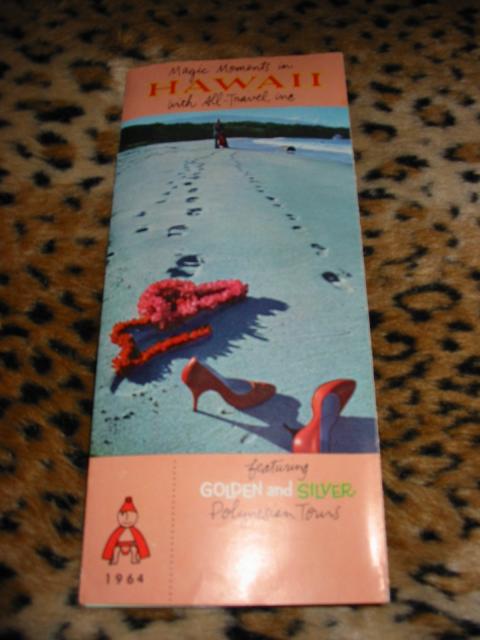 Magic Moments in
HAWAII
with All-Travel inc
featuring
GOLDEN and SILVER
Polynesian Tours
1964